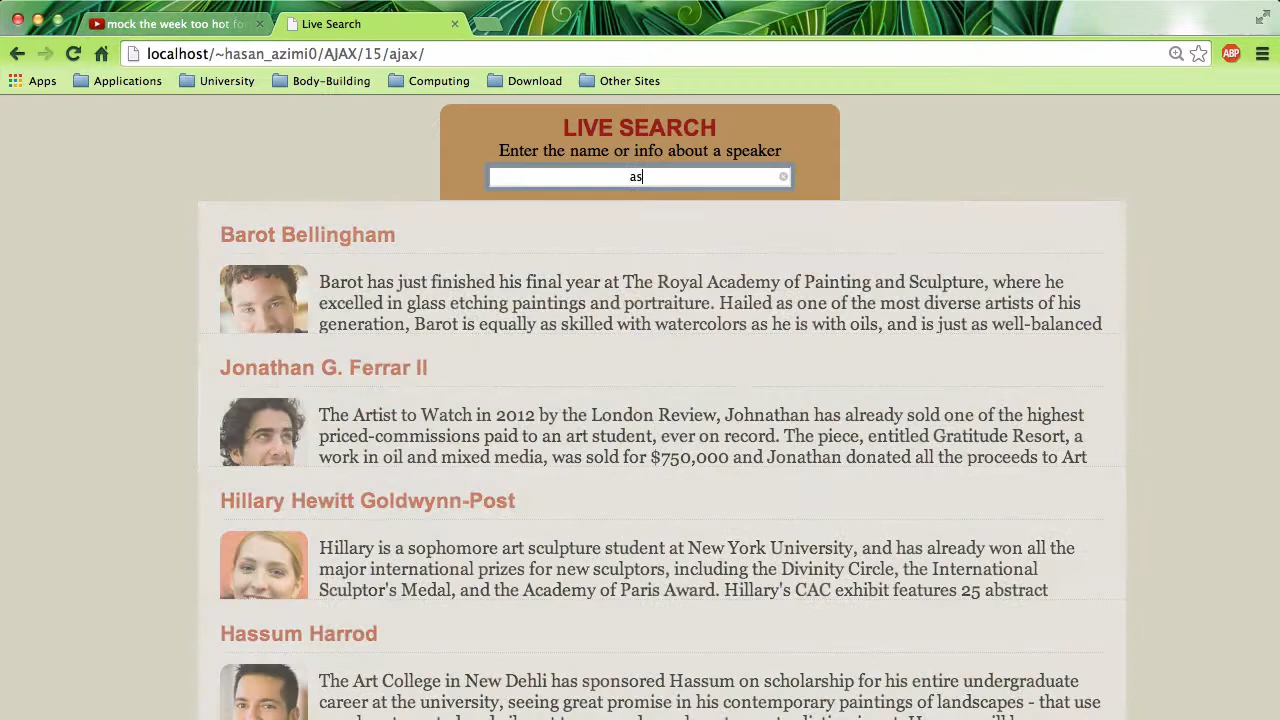 mock the week too hot for
Live Search
localhost/~hasan_azimi0/AJAX/15/ajax/
ABP
Apps Applications University Body-Building Computing Download Other Sites
LIVE SEARCH
Enter the name or info about a speaker
as
Barot Bellingham
Barot has just finished his final year at The Royal Academy of Painting and Sculpture, where he
excelled in glass etching paintings and portraiture. Hailed as one of the most diverse artists of his
generation, Barot is equally as skilled with watercolors as he is with oils, and is just as well-balanced
Jonathan G. Ferrar II
The Artist to Watch in 2012 by the London Review, Johnathan has already sold one of the highest
priced-commissions paid to an art student, ever on record. The piece, entitled Gratitude Resort, a
work in oil and mixed media, was sold for $750,000 and Jonathan donated all the proceeds to Art
Hillary Hewitt Goldwynn-Post
Hillary is a sophomore art sculpture student at New York University, and has already won all the
major international prizes for new sculptors, including the Divinity Circle, the International
Sculptor's Medal, and the Academy of Paris Award. Hillary's CAC exhibit features 25 abstract
Hassum Harrod
The Art College in New Dehli has sponsored Hassum on scholarship for his entire undergraduate
career at the university, seeing great promise in his contemporary paintings of landscapes - that use